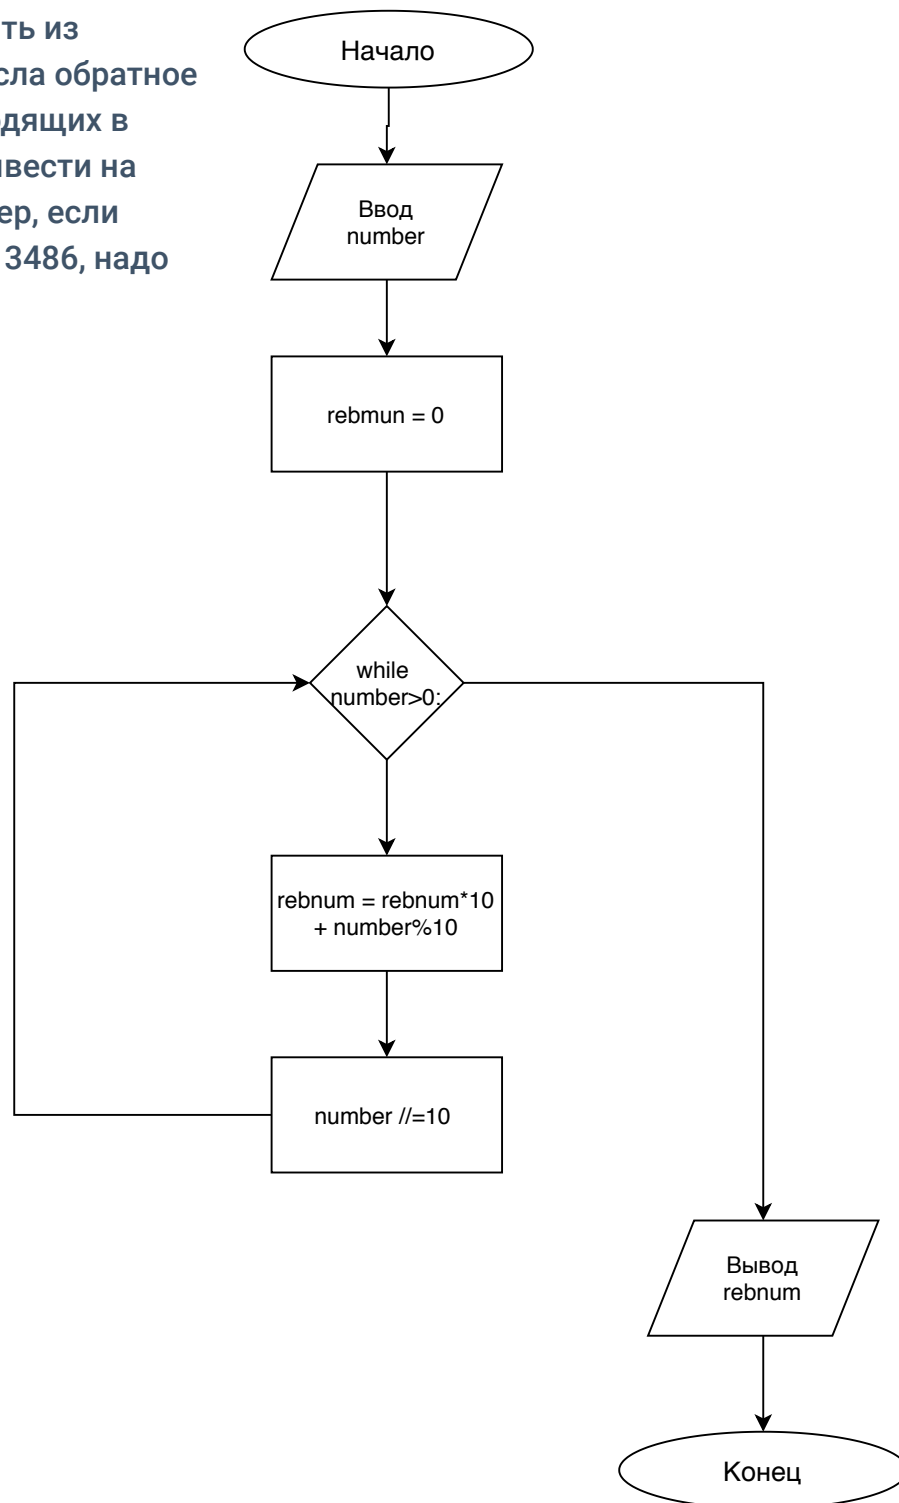 ть из
сла обратное
дящих в
ивести на
ер, если
3486, надо
Начало
Ввод
number
rebmun = 0
while
number>0:
rebnum = rebnum*10
+ number%10
number //=10
Вывод
rebnum
Конец